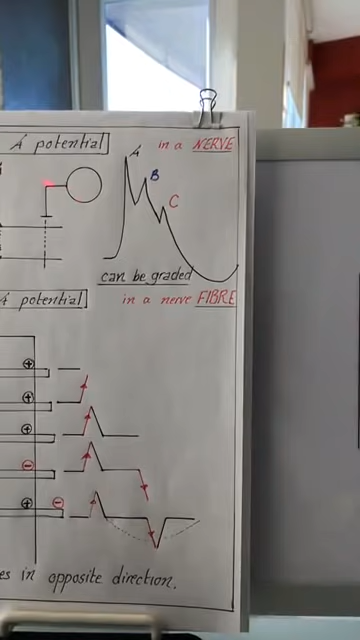 A potential in a NERVE
A
B
C
can be graded
A potential in a nerve FIBRE
+
+
+
-
+ -
es in opposite direction.